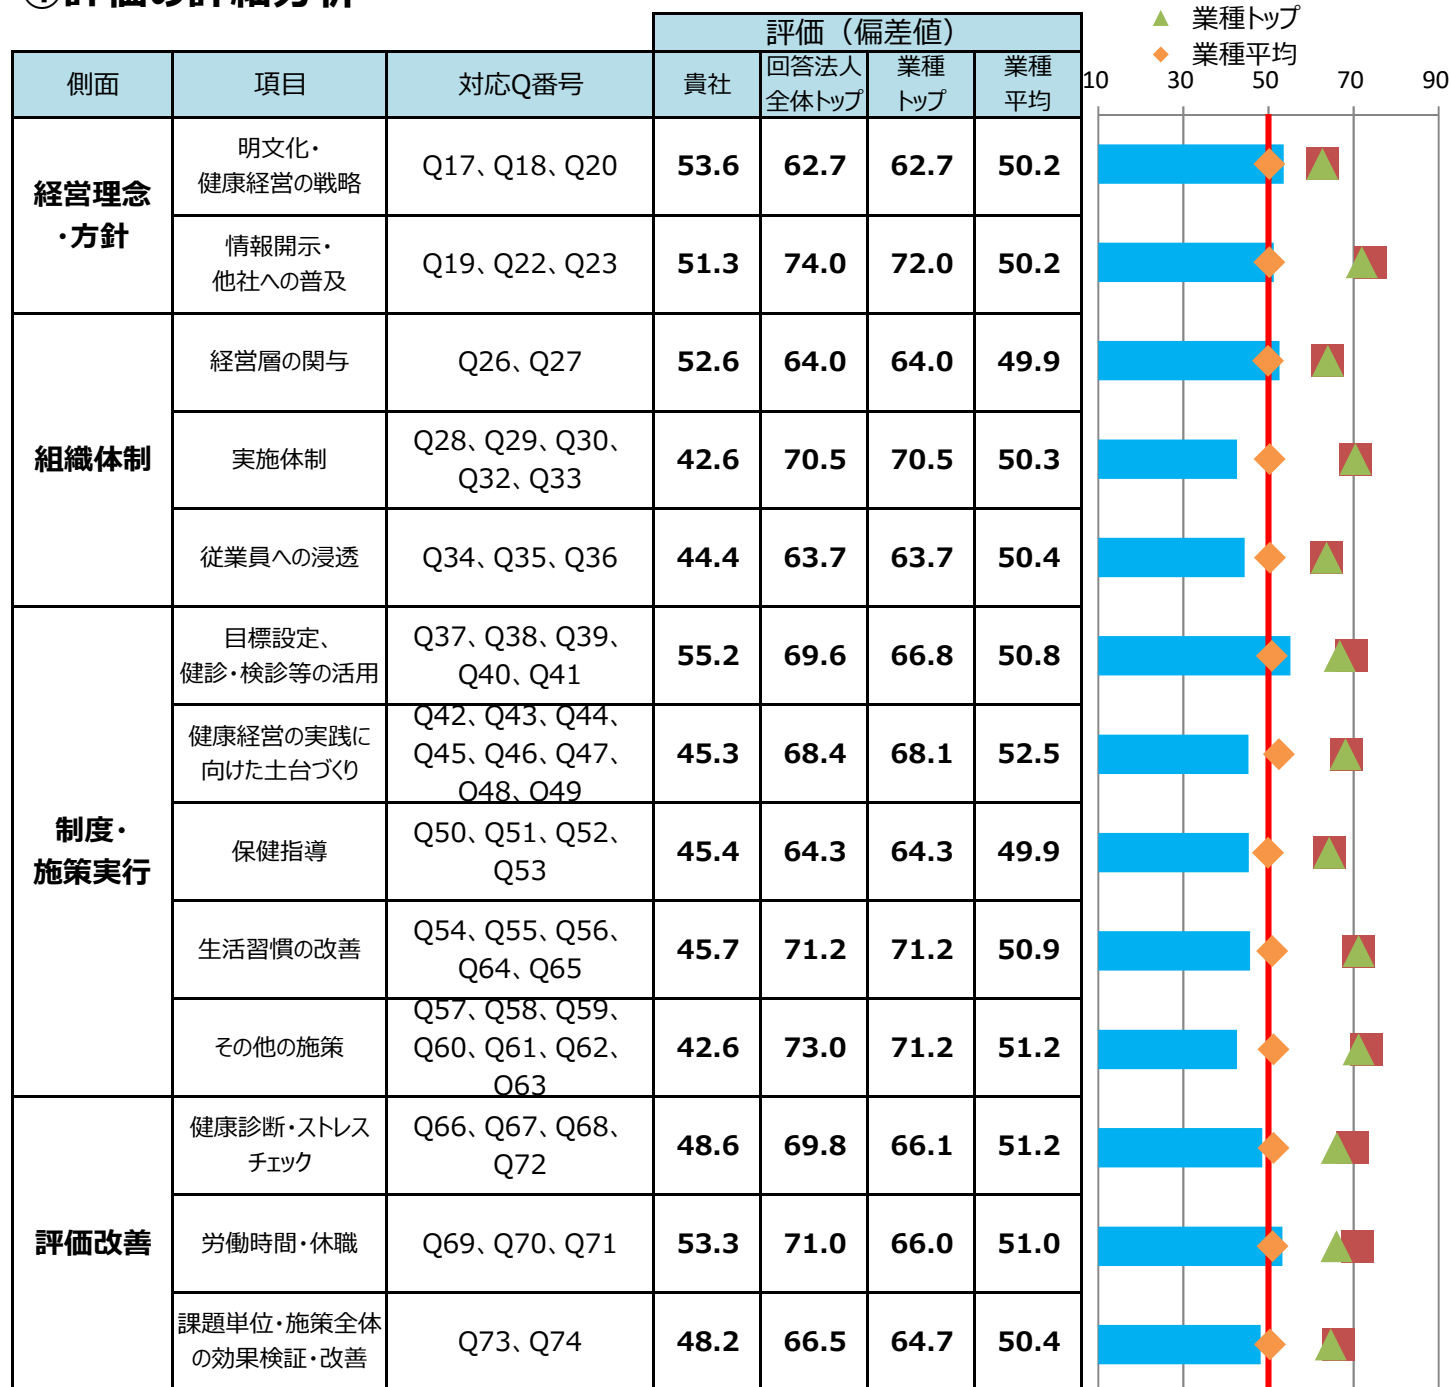 ①評価の詳細分析
業種トップ
業種平均
評価（偏差値）
側面 項目 対応Q番号 貴社 回答法人全体トップ 業種トップ 業種平均
10 30 50 70 90
経営理念
・方針
明文化・
健康経営の戦略
Q17、Q18、Q20
53.6 62.7 62.7 50.2
情報開示・
他社への普及
Q19、Q22、Q23
51.3 74.0 72.0 50.2
組織体制
経営層の関与
Q26、Q27
52.6 64.0 64.0 49.9
実施体制
Q28、Q29、Q30、
Q32、Q33
42.6 70.5 70.5 50.3
従業員への浸透
Q34、Q35、Q36
44.4 63.7 63.7 50.4
制度・
施策実行
目標設定、
健診・検診等の活用
Q37、Q38、Q39、
Q40、Q41
55.2 69.6 66.8 50.8
健康経営の実践に
向けた土台づくり
Q42、Q43、Q44、
Q45、Q46、Q47、
Q48、Q49
45.3 68.4 68.1 52.5
保健指導
Q50、Q51、Q52、
Q53
45.4 64.3 64.3 49.9
生活習慣の改善
Q54、Q55、Q56、
Q64、Q65
45.7 71.2 71.2 50.9
その他の施策
Q57、Q58、Q59、
Q60、Q61、Q62、
Q63
42.6 73.0 71.2 51.2
評価改善
健康診断・ストレス
チェック
Q66、Q67、Q68、
Q72
48.6 69.8 66.1 51.2
労働時間・休職
Q69、Q70、Q71
53.3 71.0 66.0 51.0
課題単位・施策全体
の効果検証・改善
Q73、Q74
48.2 66.5 64.7 50.4